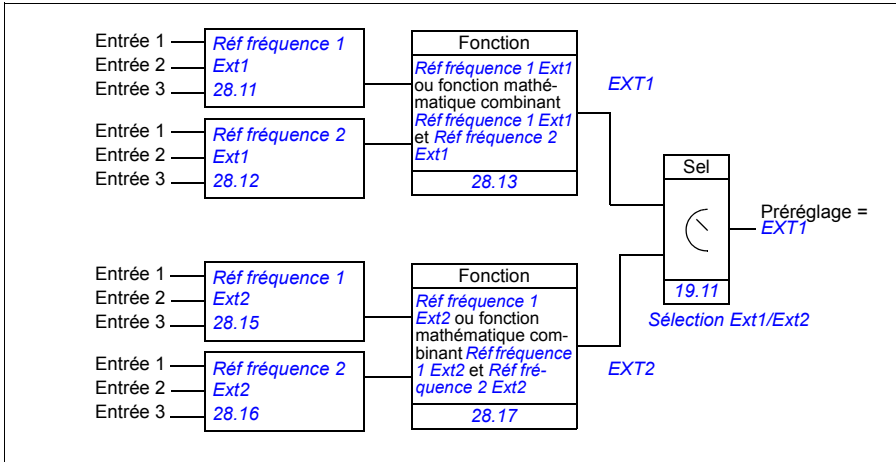 Entrée 1
Entrée 2
Entrée 3
Réf fréquence 1
Ext1
28.11
Entrée 1
Entrée 2
Entrée 3
Réf fréquence 2
Ext1
28.12
Fonction
Réf fréquence 1 Ext1
ou fonction mathé-
matique combinant
Réf fréquence 1 Ext1
et Réf fréquence 2
Ext1
28.13
EXT1
Sel
19.11
Sélection Ext1/Ext2
Préréglage =
EXT1
Entrée 1
Entrée 2
Entrée 3
Réf fréquence 1
Ext2
28.15
Entrée 1
Entrée 2
Entrée 3
Réf fréquence 2
Ext2
28.16
Fonction
Réf fréquence 1
Ext2 ou fonction
mathématique com-
binant Réf fréquence
1 Ext2 et Réf fré-
quence 2 Ext2
28.17
EXT2